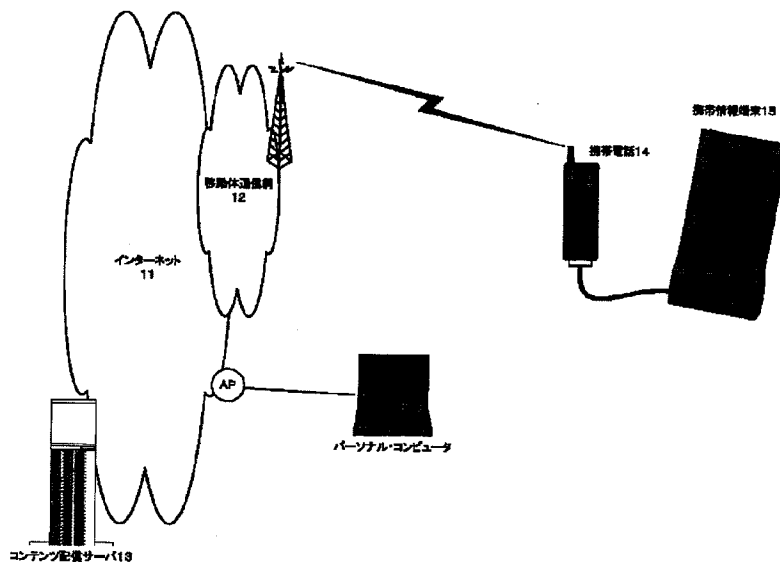 携帯情報端末15
携帯電話14
移動体通信網
12
インターネット
11
AP
パーソナル・コンピュータ
コンテンツ配信サーバ13